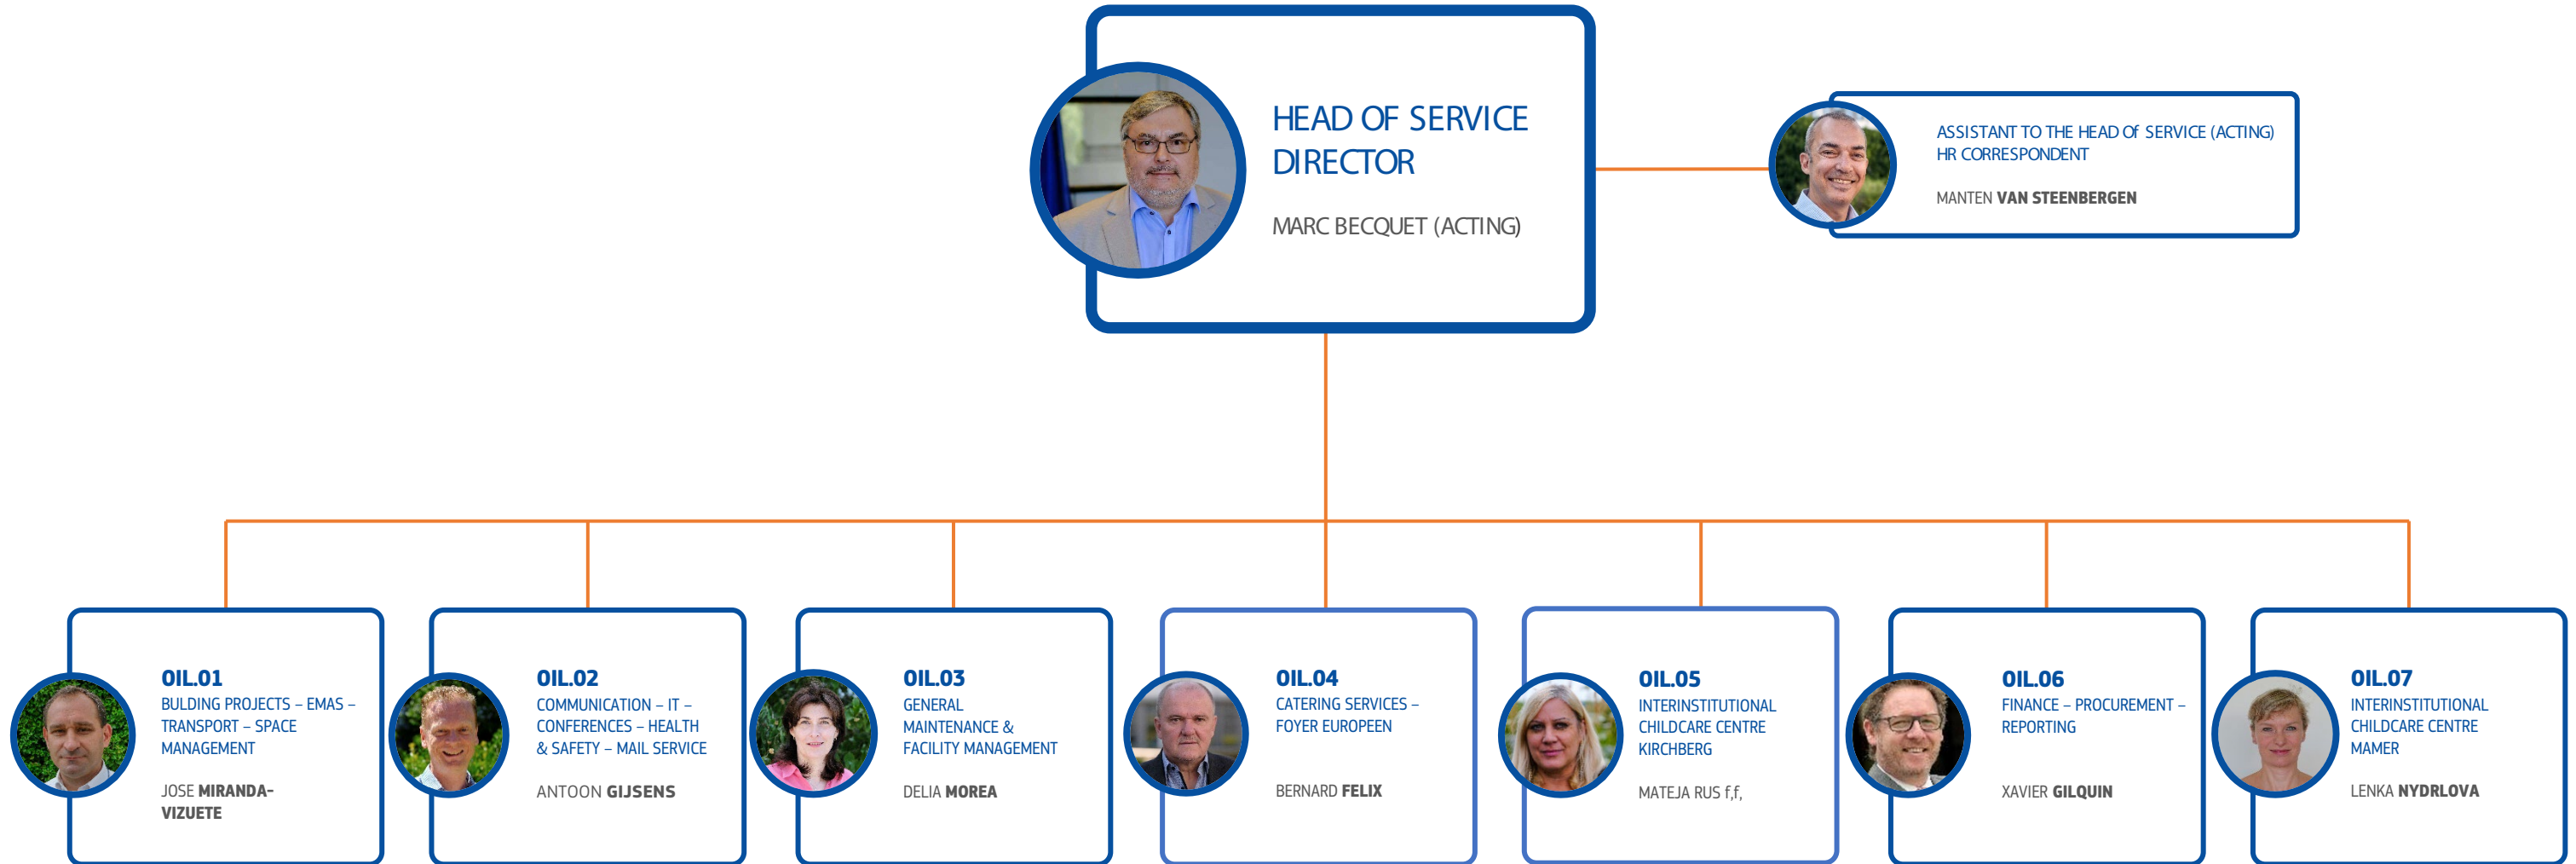 HEAD OF SERVICE
DIRECTOR
MARC BECQUET (ACTING)
ASSISTANT TO THE HEAD Of SERVICE (ACTING)
HR CORRESPONDENT
MANTEN VAN STEENBERGEN
OIL.01
BULDING PROJECTS – EMAS –
TRANSPORT – SPACE
MANAGEMENT
JOSE MIRANDA-
VIZUETE
OIL.02
COMMUNICATION – IT –
CONFERENCES – HEALTH
& SAFETY – MAIL SERVICE
ANTOON GIJSENS
OIL.03
GENERAL
MAINTENANCE &
FACILITY MANAGEMENT
DELIA MOREA
OIL.04
CATERING SERVICES –
FOYER EUROPEEN
BERNARD FELIX
OIL.05
INTERINSTITUTIONAL
CHILDCARE CENTRE
KIRCHBERG
MATEJA RUS f,f,
OIL.06
FINANCE – PROCUREMENT –
REPORTING
XAVIER GILQUIN
OIL.07
INTERINSTITUTIONAL
CHILDCARE CENTRE
MAMER
LENKA NYDRLOVA